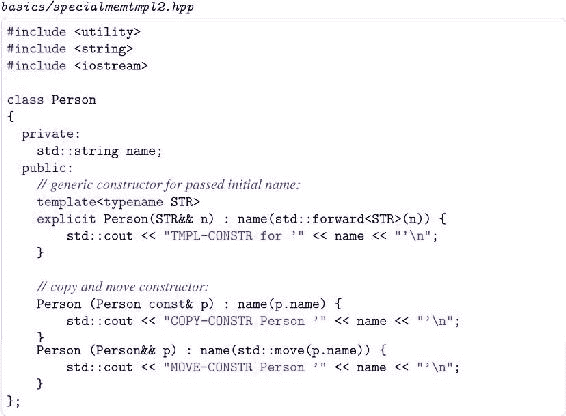 basics/specialmemtmpl2.hpp
#include <utility>
#include <string>
#include <iostream>
class Person
{
private:
std::string name;
public:
// generic constructor for passed initial name:
template<typename STR>
explicit Person(STR&& n) : name(std::forward<STR>(n)) {
std::cout << "TMPL-CONSTR for '" << name << "'\n";
}
// copy and move constructor:
Person (Person const& p) : name(p.name) {
std::cout << "COPY-CONSTR Person '" << name << "'\n";
}
Person (Person&& p) : name(std::move(p.name)) {
std::cout << "MOVE-CONSTR Person '" << name << "'\n";
}
};